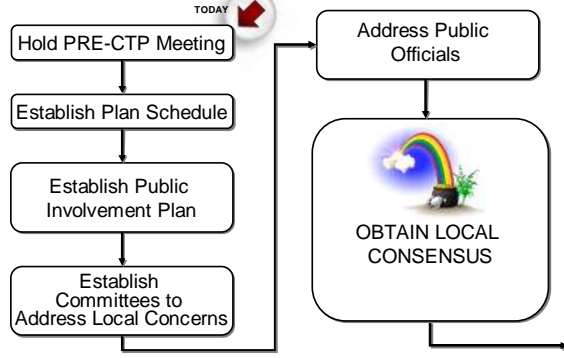 TODAY
Hold PRE-CTP Meeting
Establish Plan Schedule
Establish Public
Involvement Plan
Establish
Committees to
Address Local Concerns
Address Public
Officials
OBTAIN LOCAL
CONSENSUS